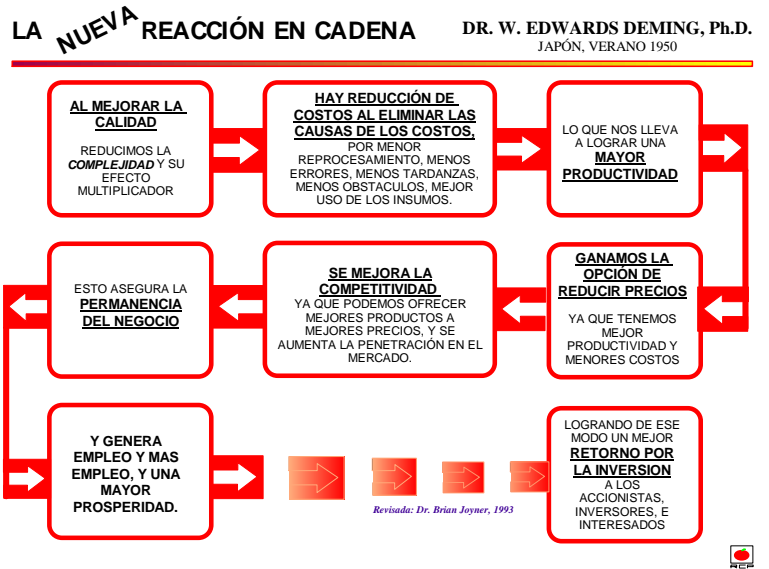 LA NUEVA REACCIÓN EN CADENA
DR. W. EDWARDS DEMING, Ph.D.
JAPÓN, VERANO 1950
AL MEJORAR LA
CALIDAD
REDUCIMOS LA
COMPLEJIDAD Y SU
EFECTO
MULTIPLICADOR
HAY REDUCCIÓN DE
COSTOS AL ELIMINAR LAS
CAUSAS DE LOS COSTOS,
POR MENOR
REPROCESAMIENTO, MENOS
ERRORES, MENOS TARDANZAS,
MENOS OBSTACULOS, MEJOR
USO DE LOS INSUMOS.
LO QUE NOS LLEVA
A LOGRAR UNA
MAYOR
PRODUCTIVIDAD
GANAMOS LA
OPCIÓN DE
REDUCIR PRECIOS
YA QUE TENEMOS
MEJOR
PRODUCTIVIDAD Y
MENORES COSTOS
SE MEJORA LA
COMPETITIVIDAD
YA QUE PODEMOS OFRECER
MEJORES PRODUCTOS A
MEJORES PRECIOS, Y SE
AUMENTA LA PENETRACIÓN EN EL
MERCADO.
ESTO ASEGURA LA
PERMANENCIA
DEL NEGOCIO
Y GENERA
EMPLEO Y MAS
EMPLEO, Y UNA
MAYOR
PROSPERIDAD.
LOGRANDO DE ESE
MODO UN MEJOR
RETORNO POR
LA INVERSION
A LOS
ACCIONISTAS,
INVERSORES, E
INTERESADOS
Revisada: Dr. Brian Joyner, 1993
RCP